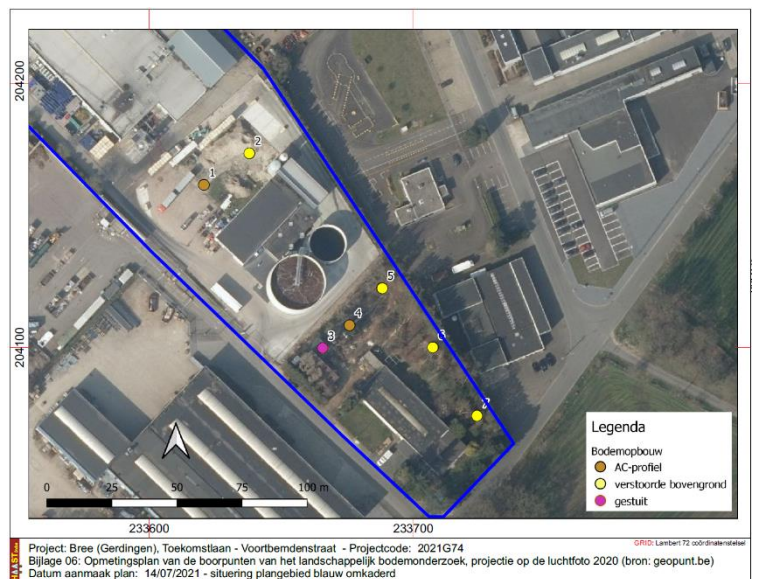 204200
2
1
5
4
3
6
204100
7
Legenda
Bodemopbouw
AC-profiel
verstoorde bovengrond
gestuit
0 25 50 75 100 m
233600 233700
GRID: Lambert 72 coördinatenstelsel
Project: Bree (Gerdingen), Toekomstlaan - Voortbemdenstraat - Projectcode: 2021G74
Bijlage 06: Opmetingsplan van de boorpunten van het landschappelijk bodemonderzoek, projectie op de luchtfoto 2020 (bron: geopunt.be)
Datum aanmaak plan: 14/07/2021 - situering plangebied blauw omkaderd